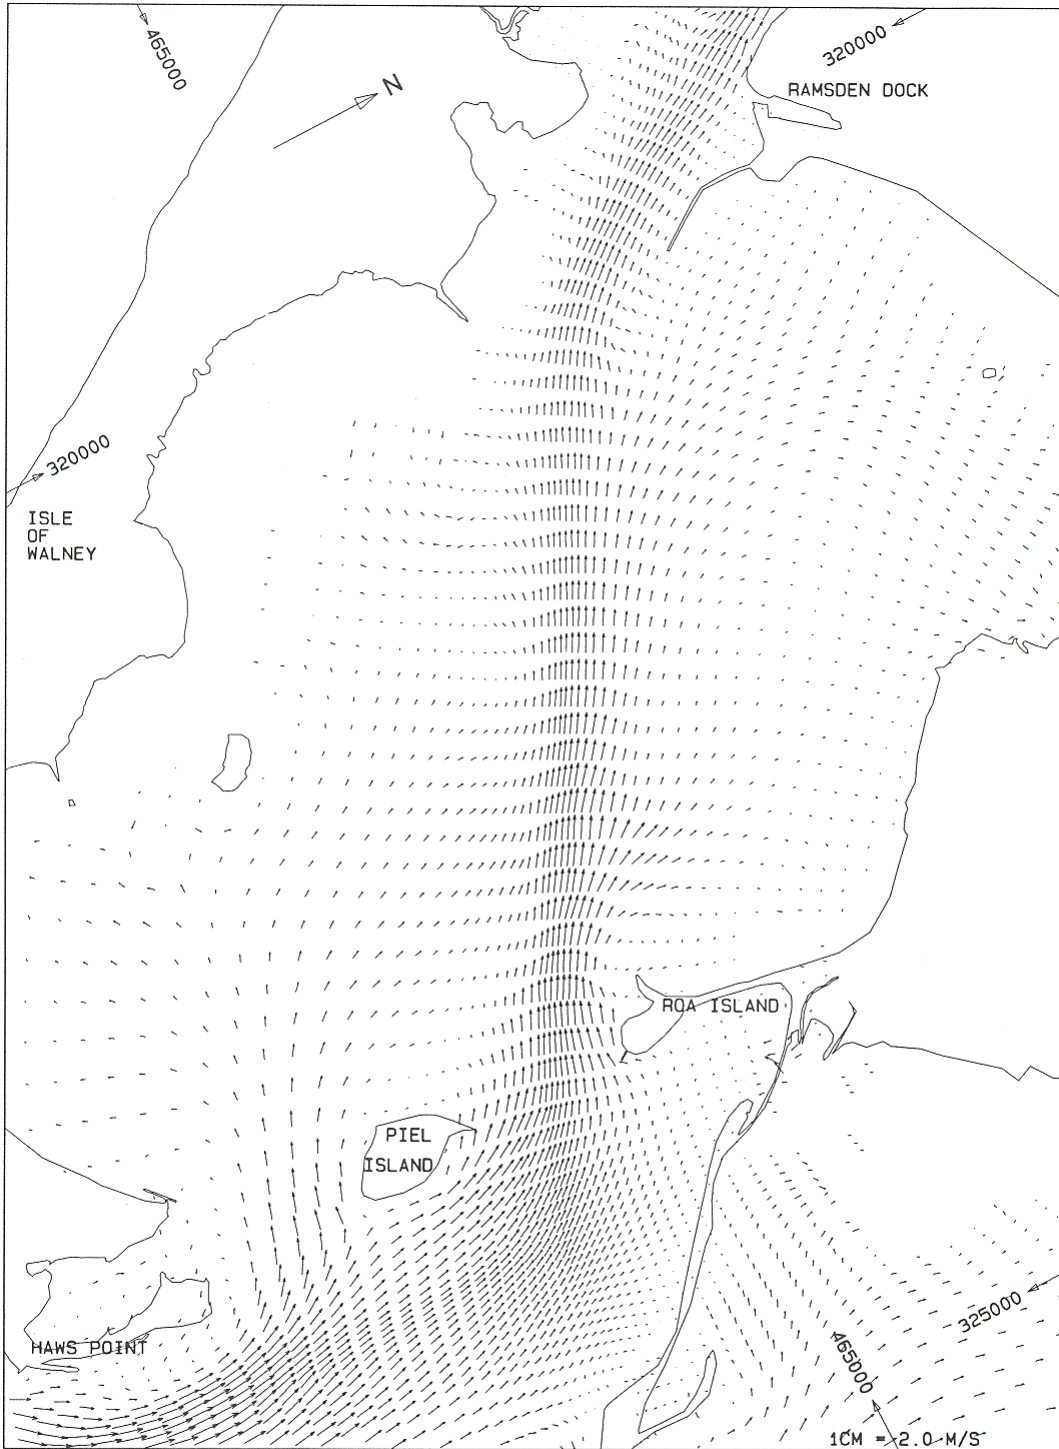 465000
N
320000
RAMSDEN DOCK
320000
ISLE
OF
WALNEY
ROA ISLAND
PIEL
ISLAND
HAWS POINT
325000
465000
1CM = 2.0 M/S